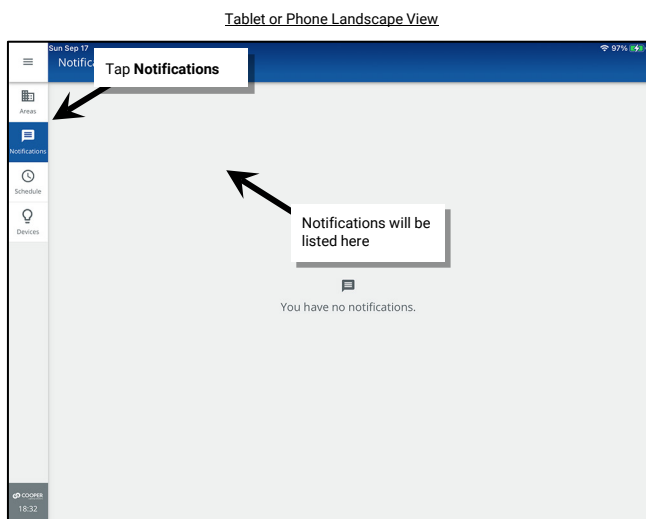 Tablet or Phone Landscape View
Sun Sep 17
97%
Notific
Tap Notifications
Areas
Notifications
Schedule
Devices
Notifications will be
listed here
You have no notifications.
COOPER
18:32